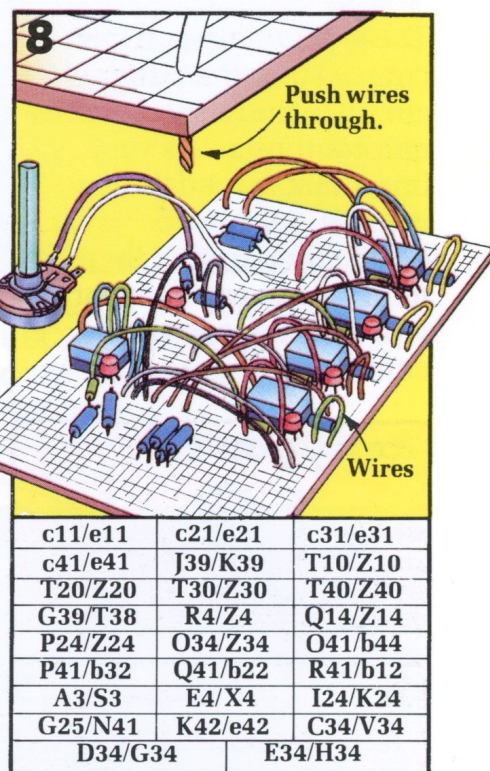 8
Push wires
through.
Wires
c11/e11 c21/e21 c31/e31
c41/e41 J39/K39 T10/Z10
T20/Z20 T30/Z30 T40/Z40
G39/T38 R4/Z4 Q14/Z14
P24/Z24 O34/Z34 O41/b44
P41/b32 Q41/b22 R41/b12
A3/S3 E4/X4 I24/K24
G25/N41 K42/e42 C34/V34
D34/G34 E34/H34